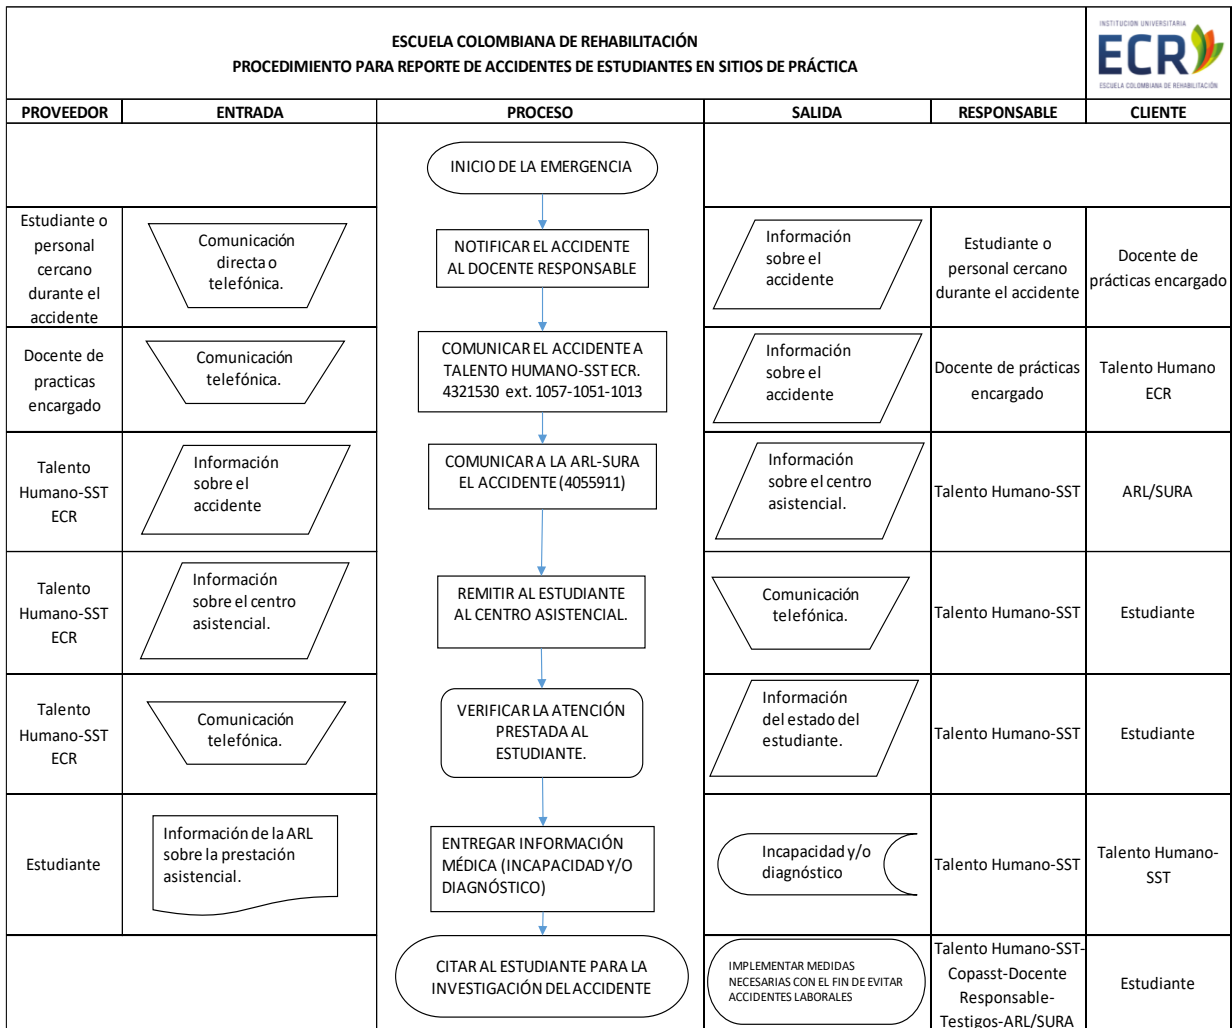 ESCUELA COLOMBIANA DE REHABILITACIÓN
PROCEDIMIENTO PARA REPORTE DE ACCIDENTES DE ESTUDIANTES EN SITIOS DE PRÁCTICA
INSTITUCION UNIVERSITARIA
ECR
ESCUELA COLOMBIANA DE REHABILITACIÓN
PROVEEDOR
ENTRADA
PROCESO
SALIDA
RESPONSABLE
CLIENTE
INICIO DE LA EMERGENCIA
Estudiante o
personal
cercano
durante el
accidente
Comunicación
directa o
telefónica.
NOTIFICAR EL ACCIDENTE
AL DOCENTE RESPONSABLE
Información
sobre el
accidente
Estudiante o
personal cercano
durante el accidente
Docente de
prácticas encargado
Docente de
practicas
encargado
Comunicación
telefónica.
COMUNICAR EL ACCIDENTE A
TALENTO HUMANO-SST ECR.
4321530 ext. 1057-1051-1013
Información
sobre el
accidente
Docente de prácticas
encargado
Talento Humano
ECR
Talento
Humano-SST
ECR
Información
sobre el
accidente
COMUNICAR A LA ARL-SURA
EL ACCIDENTE (4055911)
Información
sobre el centro
asistencial.
Talento Humano-SST
ARL/SURA
Talento
Humano-SST
ECR
Información
sobre el centro
asistencial.
REMITIR AL ESTUDIANTE
AL CENTRO ASISTENCIAL.
Comunicación
telefónica.
Talento Humano-SST
Estudiante
Talento
Humano-SST
ECR
Comunicación
telefónica.
VERIFICAR LA ATENCIÓN
PRESTADA AL
ESTUDIANTE.
Información
del estado del
estudiante.
Talento Humano-SST
Estudiante
Estudiante
Información de la ARL
sobre la prestación
asistencial.
ENTREGAR INFORMACIÓN
MÉDICA (INCAPACIDAD Y/O
DIAGNÓSTICO)
Incapacidad y/o
diagnóstico
Talento Humano-SST
Talento Humano-
SST
CITAR AL ESTUDIANTE PARA LA
INVESTIGACIÓN DEL ACCIDENTE
IMPLEMENTAR MEDIDAS
NECESARIAS CON EL FIN DE EVITAR
ACCIDENTES LABORALES
Talento Humano-SST-
Copasst-Docente
Responsable-
Testigos-ARL/SURA
Estudiante